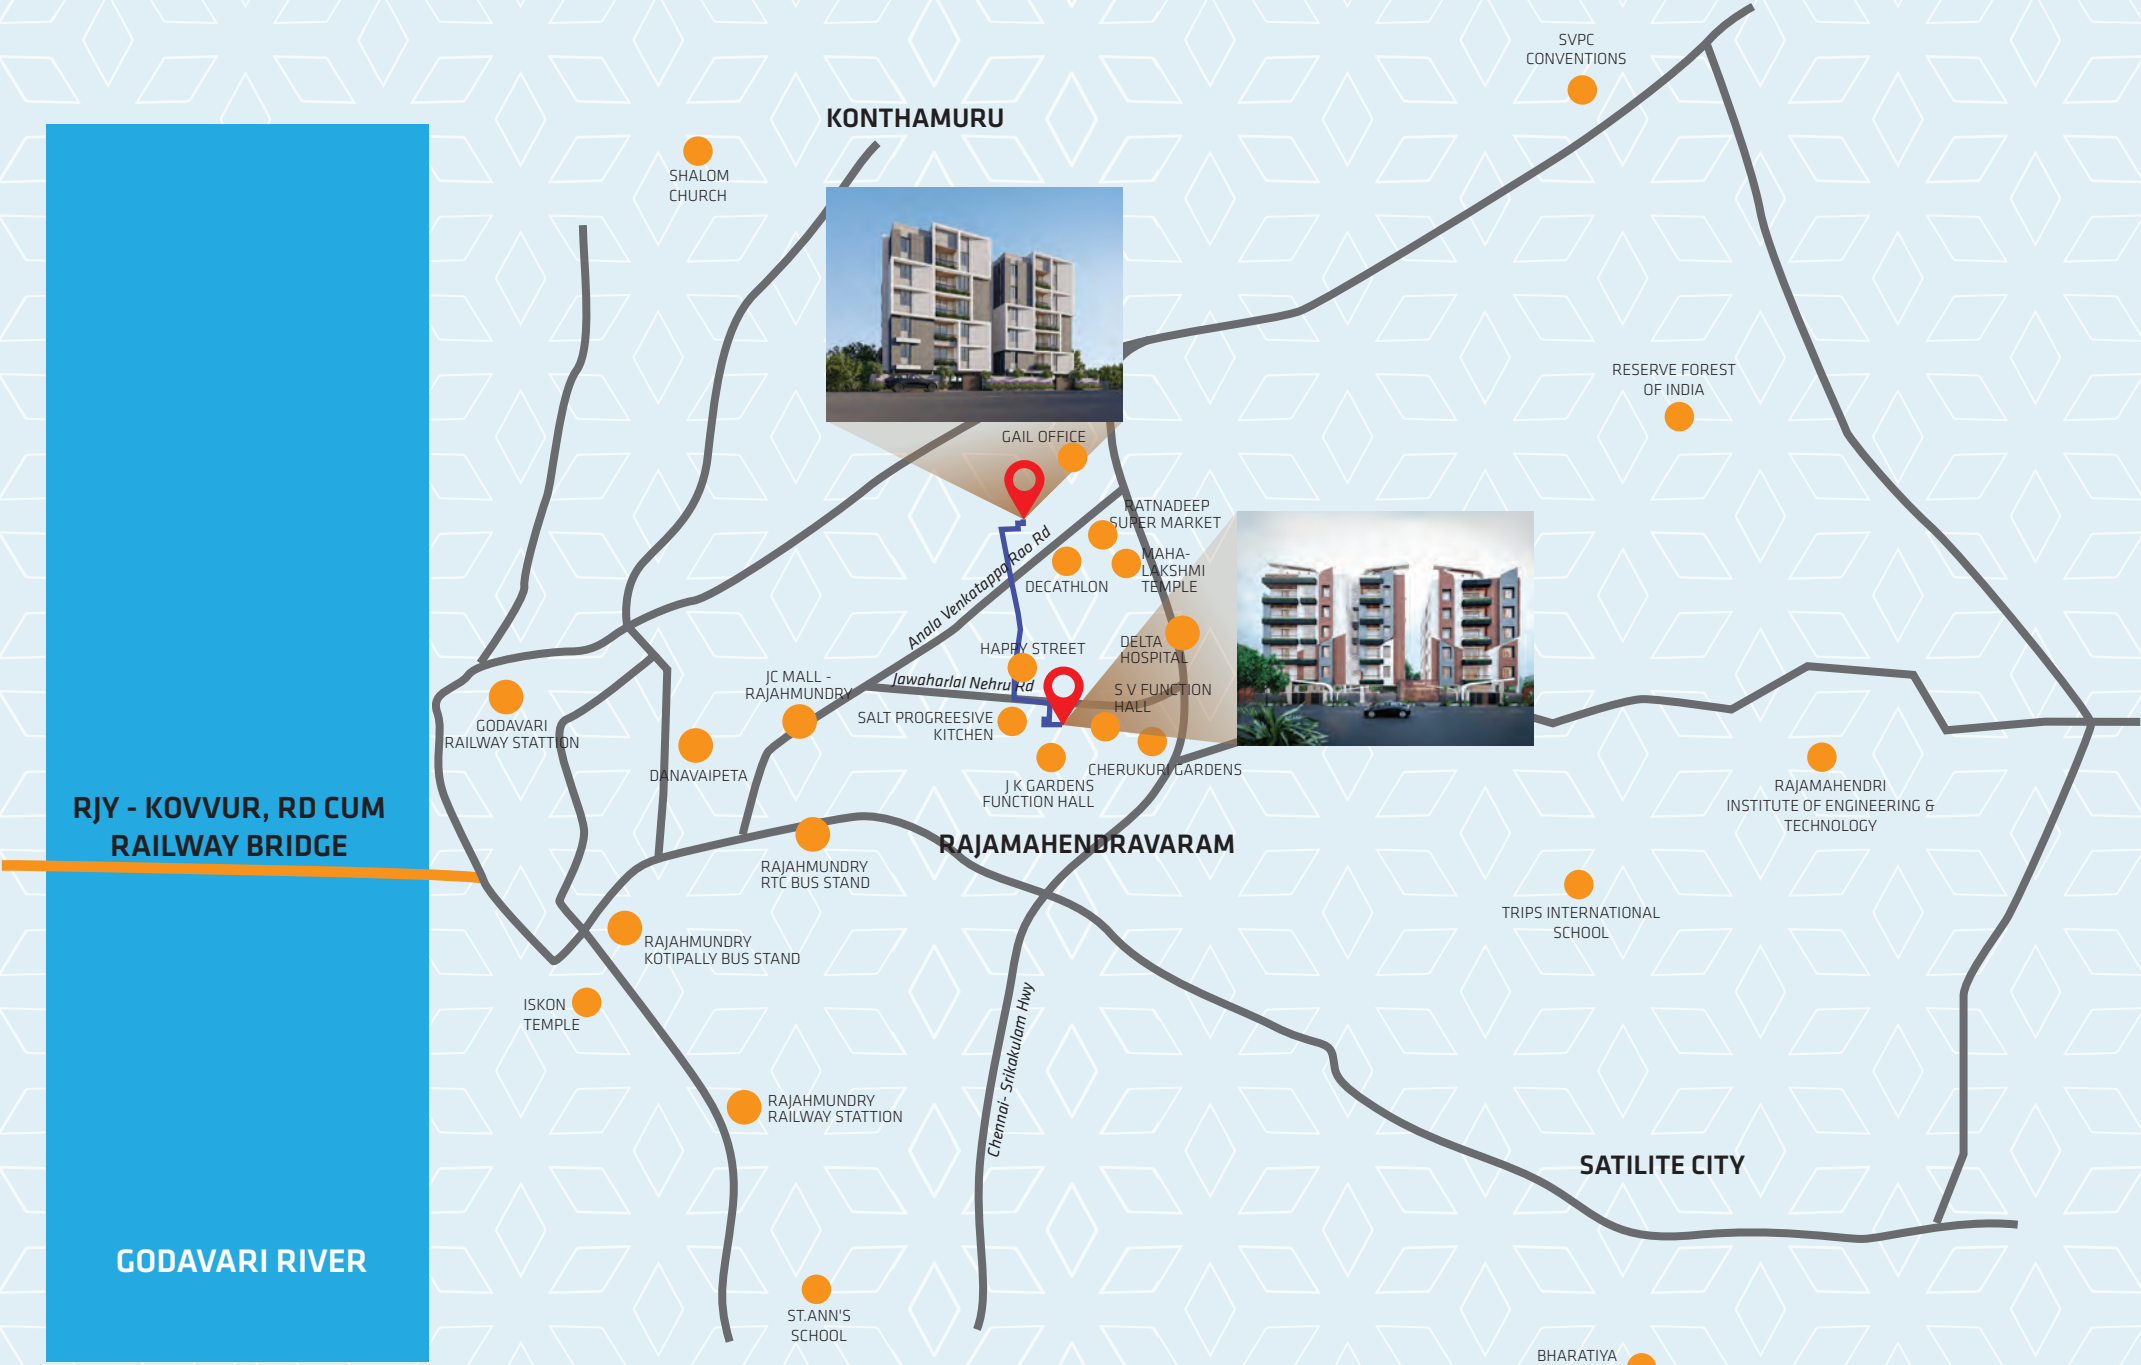 SVPC
CONVENTIONS
KONTHAMURU
SHALOM
CHURCH
RESERVE FOREST
OF INDIA
GAIL OFFICE
RATNADEEP
SUPER MARKET
Anala Venkatappa Rao Rd
MAHA-
LAKSHMI
TEMPLE
DECATHLON
HAPPY STREET
DELTA
HOSPITAL
Jawaharlal Nehru Rd
JC MALL -
RAJAHMUNDRY
S V FUNCTION
HALL
SALT PROGREESIVE
KITCHEN
GODAVARI
RAILWAY STATTION
DANAVAIPETA
CHERUKURI GARDENS
J K GARDENS
FUNCTION HALL
RAJAMAHENDRI
INSTITUTE OF ENGINEERING &
TECHNOLOGY
RJY - KOVVUR, RD CUM
RAILWAY BRIDGE
RAJAMAHENDRAVARAM
RAJAHMUNDRY
RTC BUS STAND
TRIPS INTERNATIONAL
SCHOOL
RAJAHMUNDRY
KOTIPALLY BUS STAND
ISKON
TEMPLE
Chennai- Srikakulam Hwy
RAJAHMUNDRY
RAILWAY STATTION
SATILITE CITY
GODAVARI RIVER
ST.ANN'S
SCHOOL
BHARATIYA